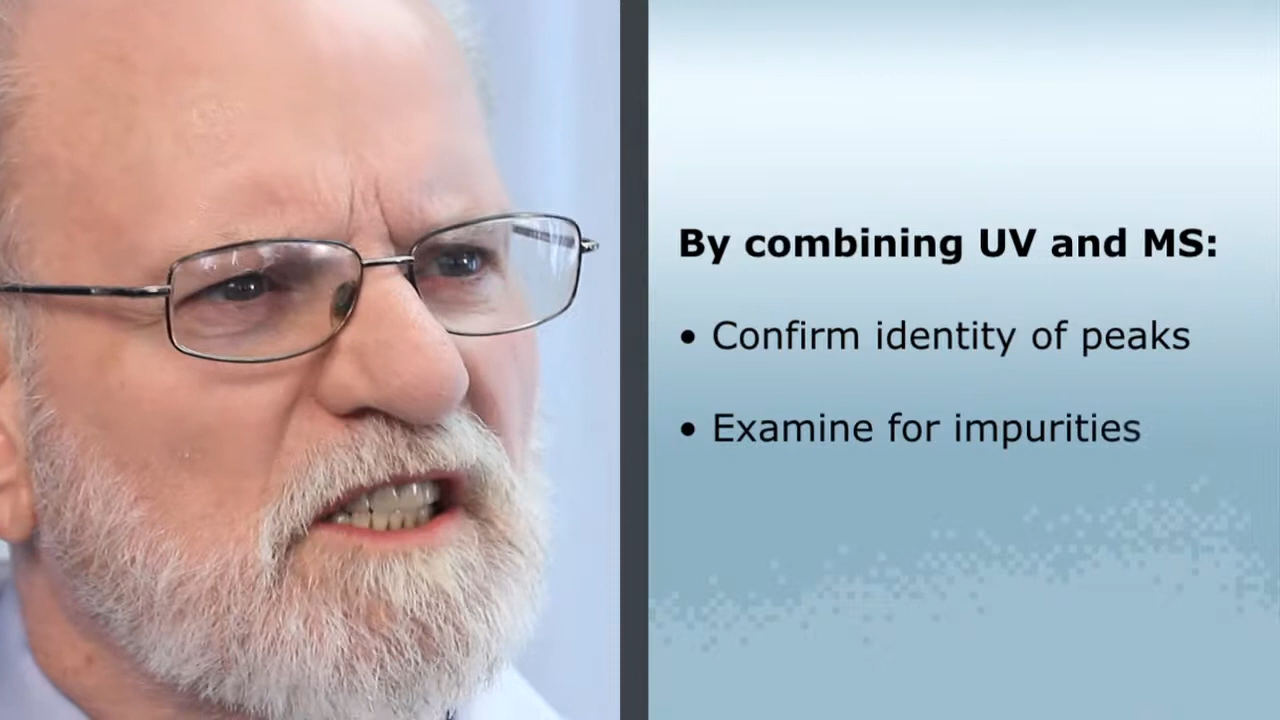 By combining UV and MS:
• Confirm identity of peaks
• Examine for impurities